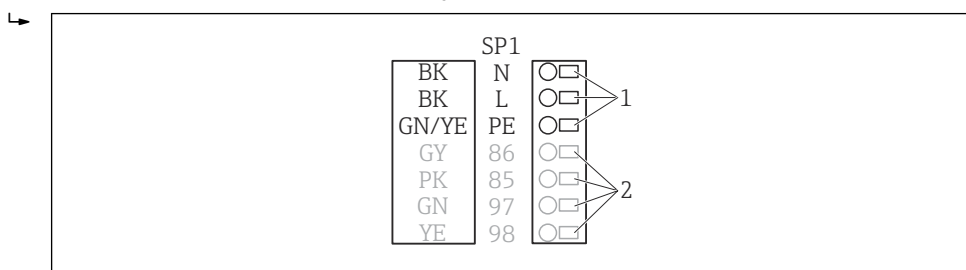 SP1
BK N
BK L 1
GN/YE PE
GY 86
PK 85 2
GN 97
YE 98